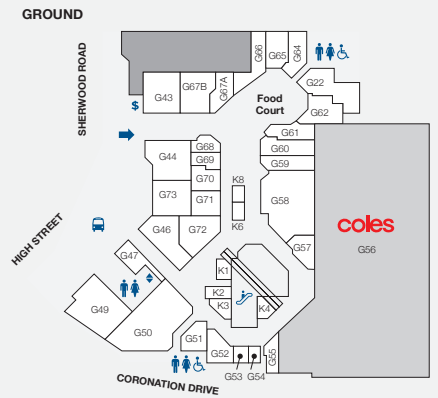 GROUND
SHERWOOD ROAD
G66
G65
G64
G43
G67B
G67A
$
G22
Food
Court
G62
G61
G60
G59
G68
G69
G44
G70
K8
G73
G71
G58
K6
G46
G72
coles
G56
HIGH STREET
G47
G57
K1
K2
K3
K4
G49
G50
G51
G52
G55
G53
G54
CORONATION DRIVE